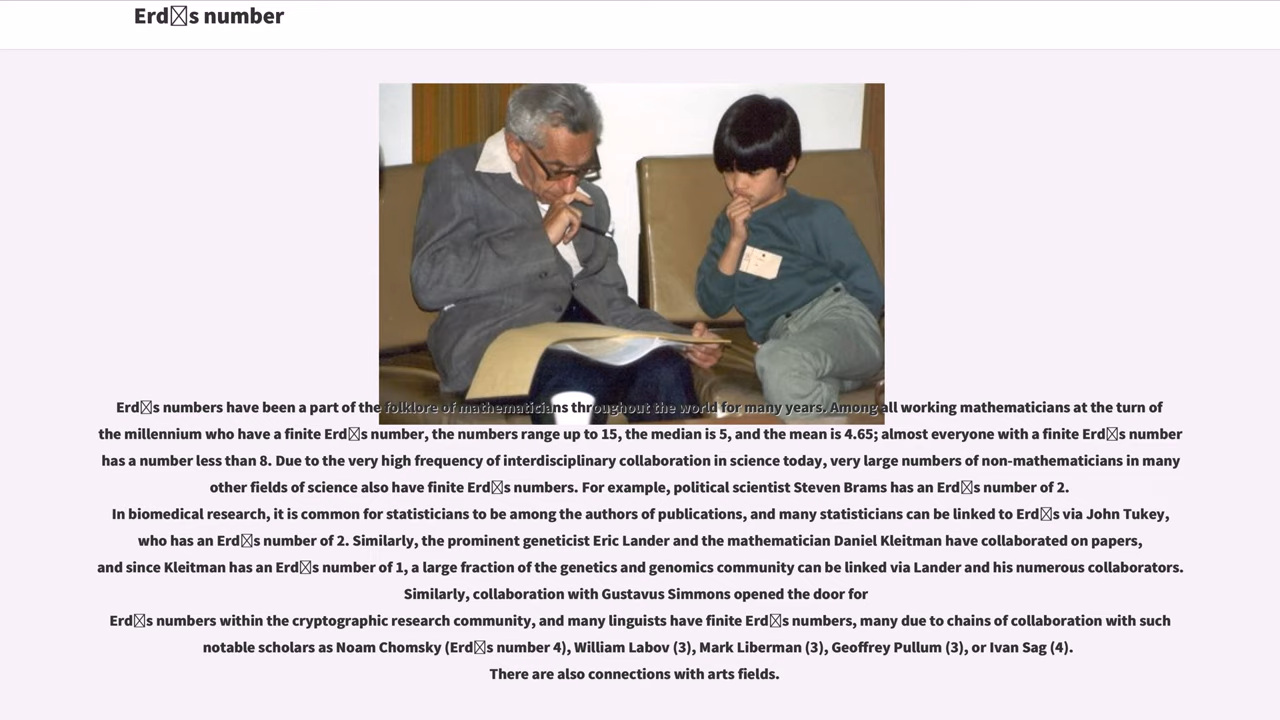 Erd□s number
Erd□s numbers have been a part of the folklore of mathematicians throughout the world for many years. Among all working mathematicians at the turn of
the millennium who have a finite Erd□s number, the numbers range up to 15, the median is 5, and the mean is 4.65; almost everyone with a finite Erd□s number
has a number less than 8. Due to the very high frequency of interdisciplinary collaboration in science today, very large numbers of non-mathematicians in many
other fields of science also have finite Erd□s numbers. For example, political scientist Steven Brams has an Erd□s number of 2.
In biomedical research, it is common for statisticians to be among the authors of publications, and many statisticians can be linked to Erd□s via John Tukey,
who has an Erd□s number of 2. Similarly, the prominent geneticist Eric Lander and the mathematician Daniel Kleitman have collaborated on papers,
and since Kleitman has an Erd□s number of 1, a large fraction of the genetics and genomics community can be linked via Lander and his numerous collaborators.
Similarly, collaboration with Gustavus Simmons opened the door for
Erd□s numbers within the cryptographic research community, and many linguists have finite Erd□s numbers, many due to chains of collaboration with such
notable scholars as Noam Chomsky (Erd□s number 4), William Labov (3), Mark Liberman (3), Geoffrey Pullum (3), or Ivan Sag (4).
There are also connections with arts fields.